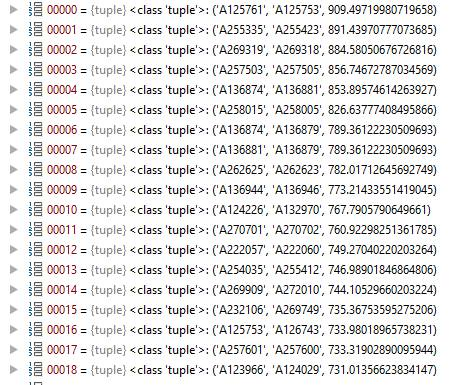 00000 = {tuple} <class 'tuple'>: ('A125761', 'A125753', 909.49719980719658)
00001 = {tuple} <class 'tuple'>: ('A255335', 'A255423', 891.43970777073685)
00002 = {tuple} <class 'tuple'>: ('A269319', 'A269318', 884.58050676726816)
00003 = {tuple} <class 'tuple'>: ('A257503', 'A257505', 856.74672787034569)
00004 = {tuple} <class 'tuple'>: ('A136874', 'A136881', 853.89574614263927)
00005 = {tuple} <class 'tuple'>: ('A258015', 'A258005', 826.63777408495866)
00006 = {tuple} <class 'tuple'>: ('A136874', 'A136879', 789.36122230509693)
00007 = {tuple} <class 'tuple'>: ('A136881', 'A136879', 789.36122230509693)
00008 = {tuple} <class 'tuple'>: ('A262625', 'A262623', 782.01712645692749)
00009 = {tuple} <class 'tuple'>: ('A136944', 'A136946', 773.21433551419045)
00010 = {tuple} <class 'tuple'>: ('A124226', 'A132970', 767.7905790649661)
00011 = {tuple} <class 'tuple'>: ('A270701', 'A270702', 760.92298251361785)
00012 = {tuple} <class 'tuple'>: ('A222057', 'A222060', 749.27040220203264)
00013 = {tuple} <class 'tuple'>: ('A254035', 'A255412', 746.98901846864806)
00014 = {tuple} <class 'tuple'>: ('A269909', 'A272010', 744.10529660203224)
00015 = {tuple} <class 'tuple'>: ('A232106', 'A269749', 735.36753595275206)
00016 = {tuple} <class 'tuple'>: ('A125753', 'A126743', 733.98018965738231)
00017 = {tuple} <class 'tuple'>: ('A257601', 'A257600', 733.31902890095944)
00018 = {tuple} <class 'tuple'>: ('A123966', 'A124029', 731.01356623834147)